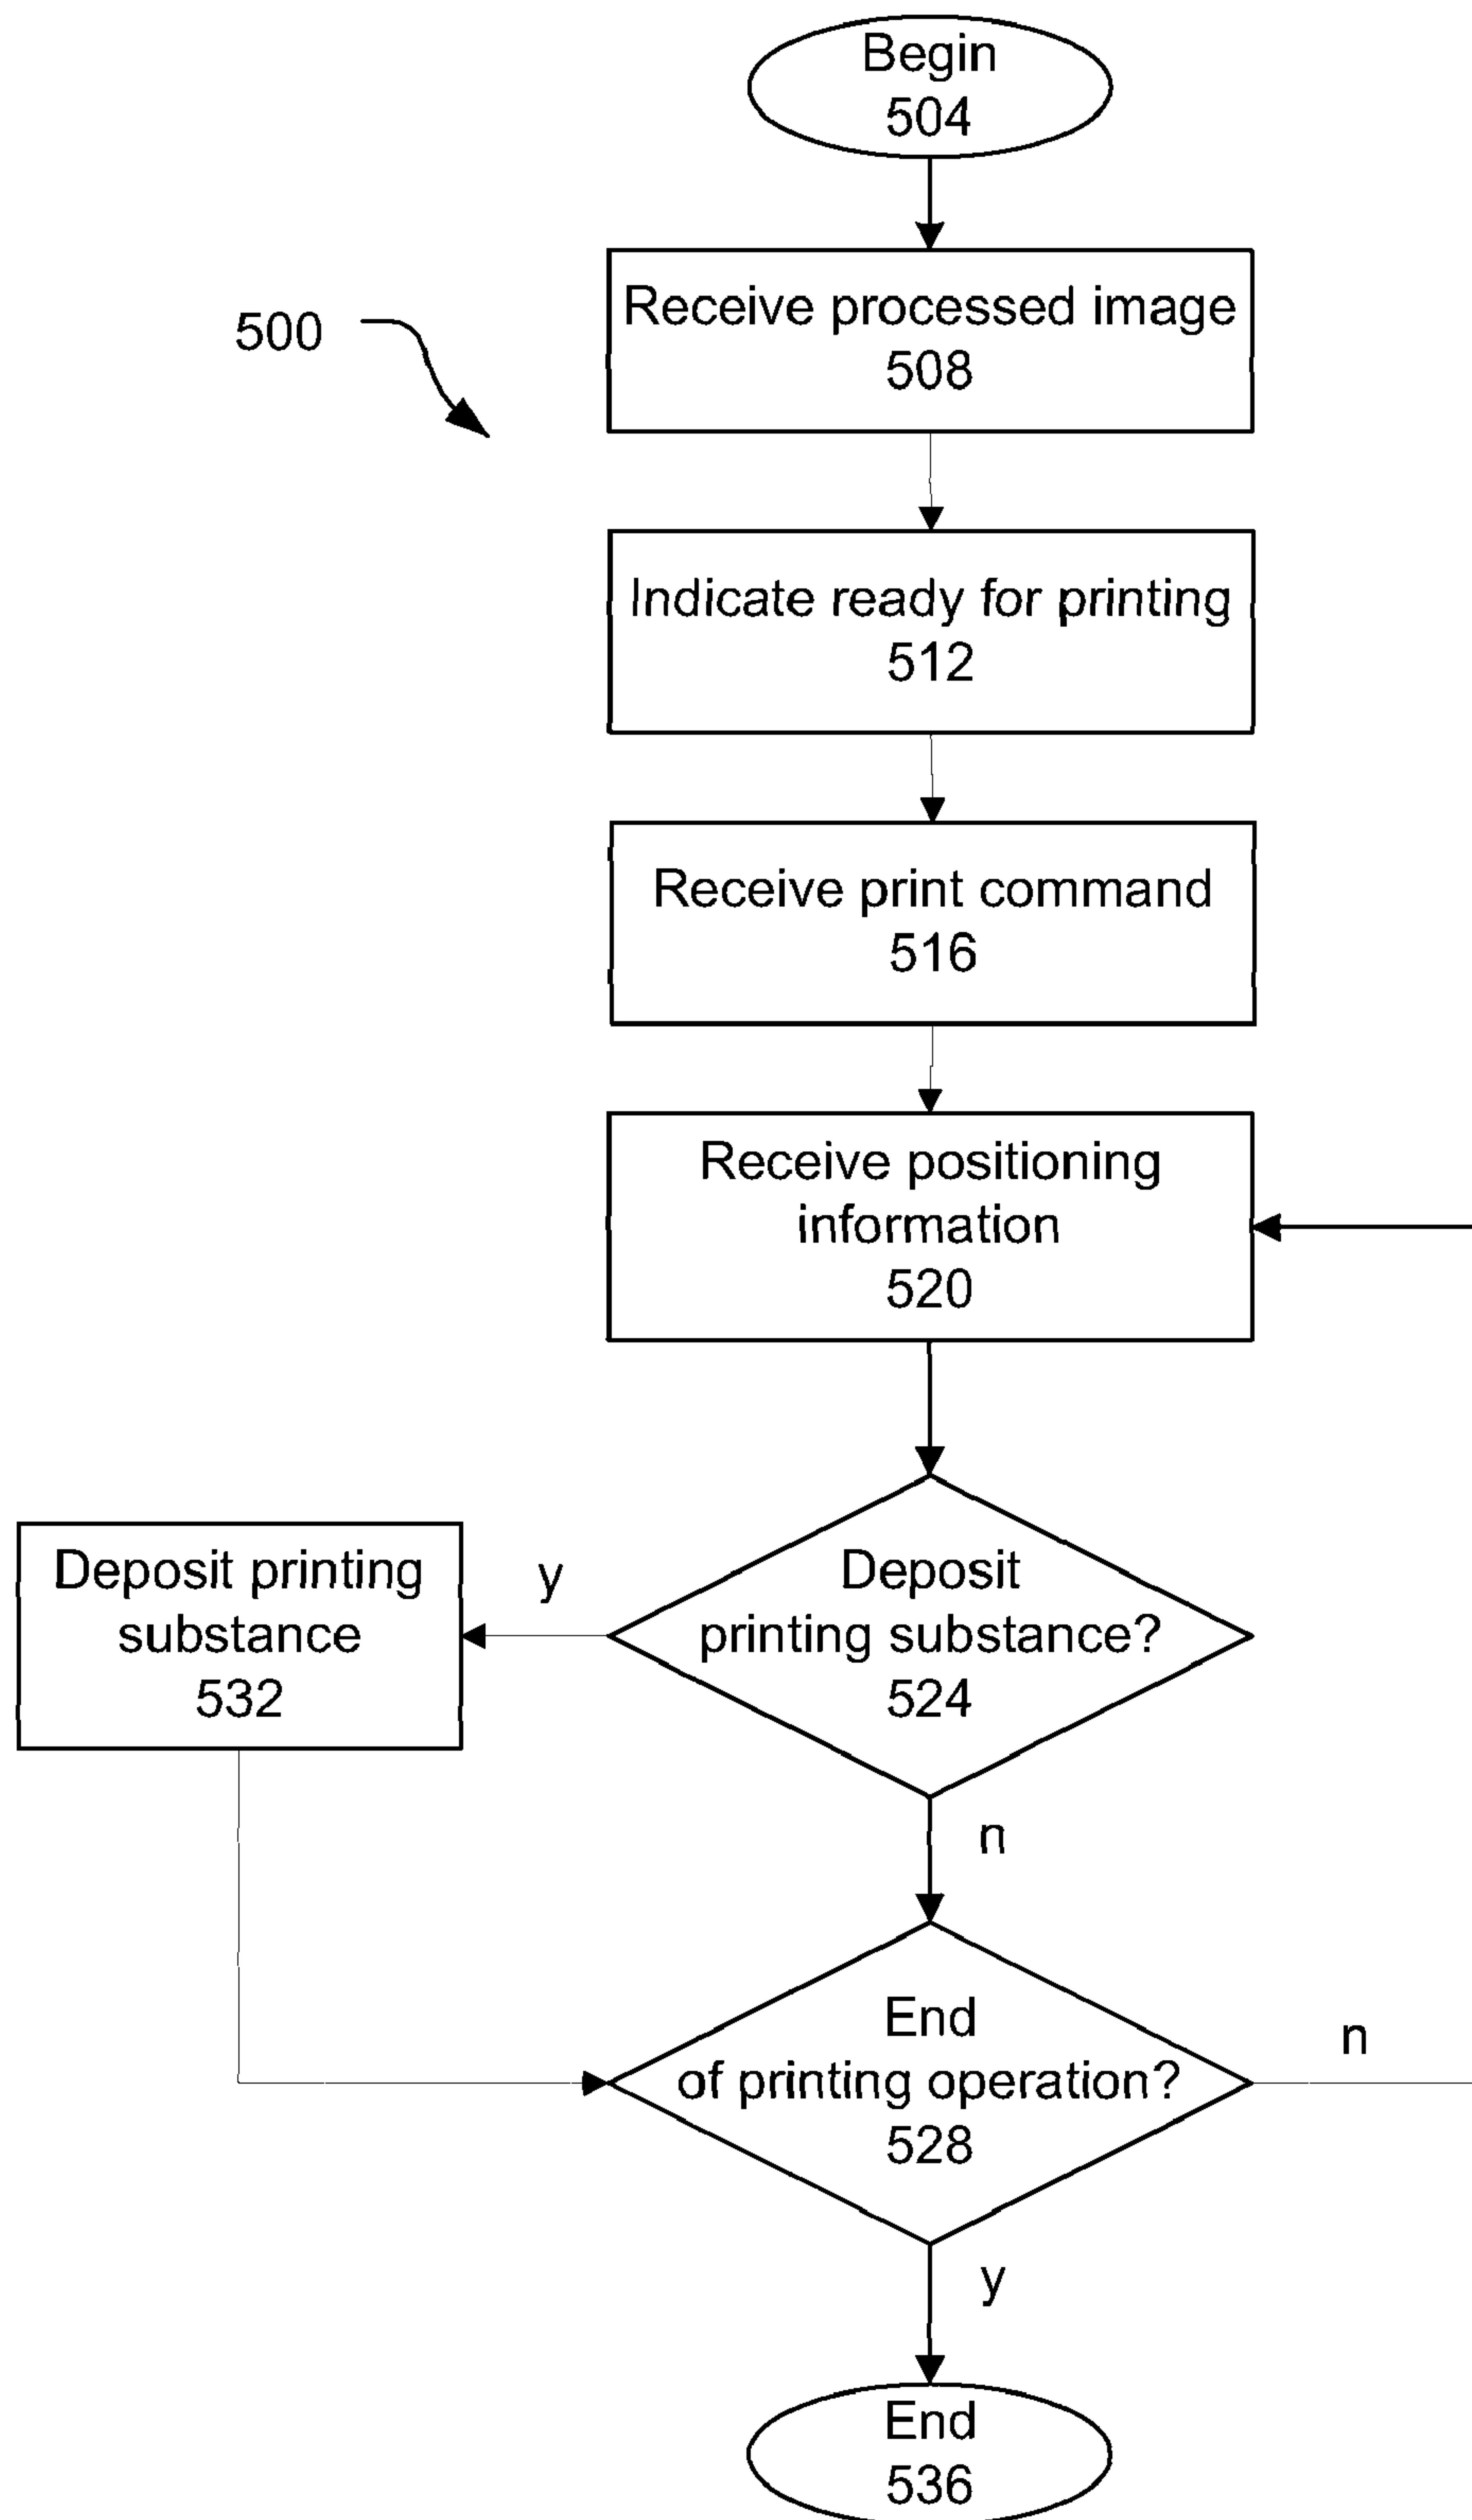 Begin
504
Receive processed image
508
500
Indicate ready for printing
512
Receive print command
516
Receive positioning
information
520
Deposit
printing substance?
524
y
Deposit printing
substance
532
n
End
of printing operation?
528
n
y
End
536